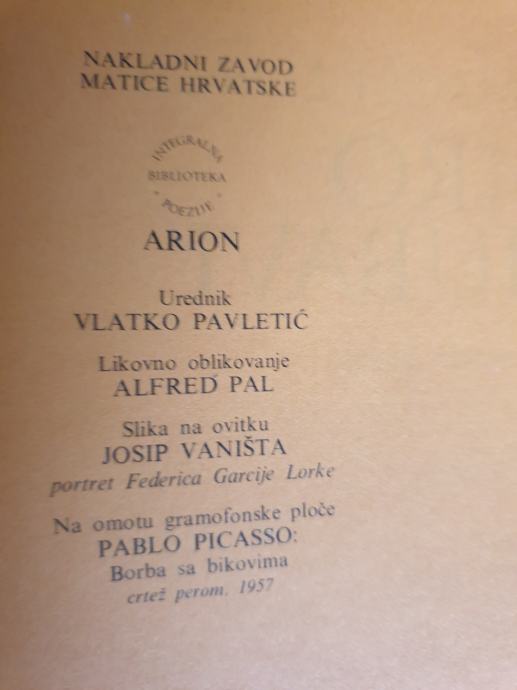 NAKLADNI ZAVOD
MATICE HRVATSKE
INTEGRALNA
BIBLIOTEKA
POEZIJE
ARION
Urednik
VLATKO PAVLETIĆ
Likovno oblikovanje
ALFRED PAL
Slika na ovitku
JOSIP VANIŠTA
portret Federica Garcije Lorke
Na omotu gramofonske ploče
PABLO PICASSO:
Borba sa bikovima
crtež perom, 1957